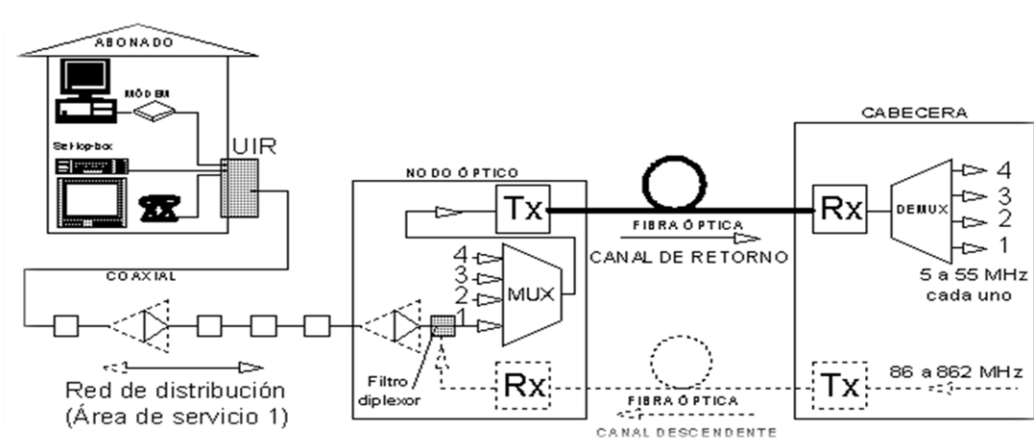 ABONADO
MÓDEM
Set-top-box
UIR
COAXIAL
Red de distribución
(Área de servicio 1)
NODO ÓPTICO
Tx
4
3
2
1
MUX
Filtro
diplexor
Rx
FIBRA ÓPTICA
CANAL DE RETORNO
FIBRA ÓPTICA
CANAL DESCENDENTE
CABECERA
Rx
DEMUX
4
3
2
1
5 a 55 MHz
cada uno
Tx
86 a 862 MHz